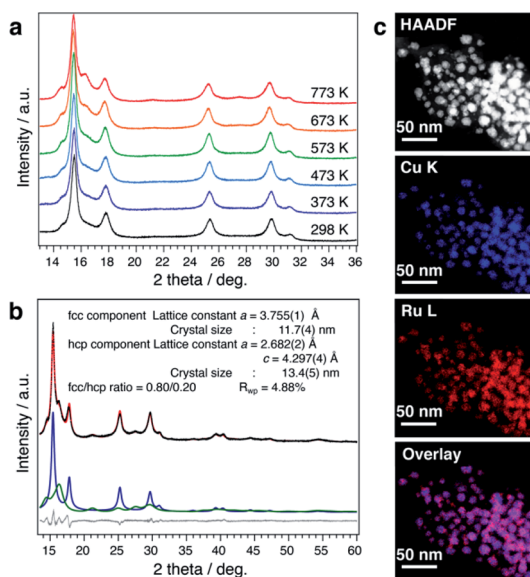 a
Intensity / a.u.
773 K
673 K
573 K
473 K
373 K
298 K
14 16 18 20 22 24 26 28 30 32 34 36
2 theta / deg.
b
fcc component Lattice constant a = 3.755(1) Å
Crystal size : 11.7(4) nm
hcp component Lattice constant a = 2.682(2) Å
c = 4.297(4) Å
Crystal size : 13.4(5) nm
fcc/hcp ratio = 0.80/0.20 Rwp = 4.88%
Intensity / a.u.
15 20 25 30 35 40 45 50 55 60
2 theta / deg.
c
HAADF
50 nm
Cu K
50 nm
Ru L
50 nm
Overlay
50 nm